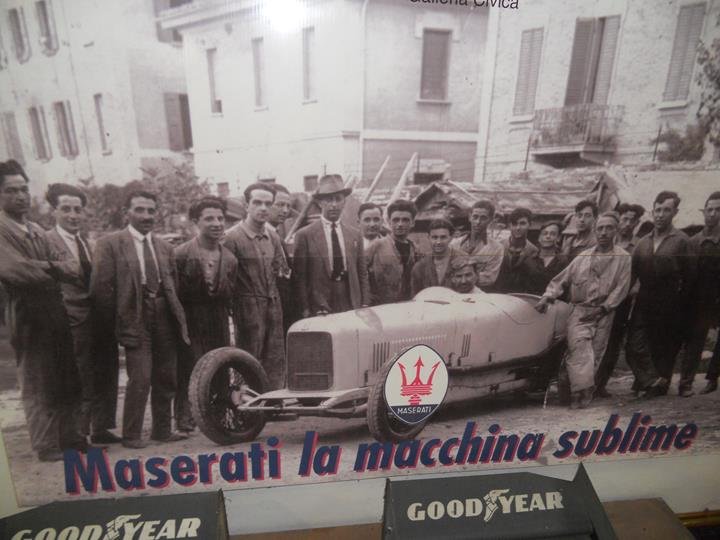 Galleria Civica
MASERATI
Maserati la macchina sublime
GOODYEAR
GOODYEAR